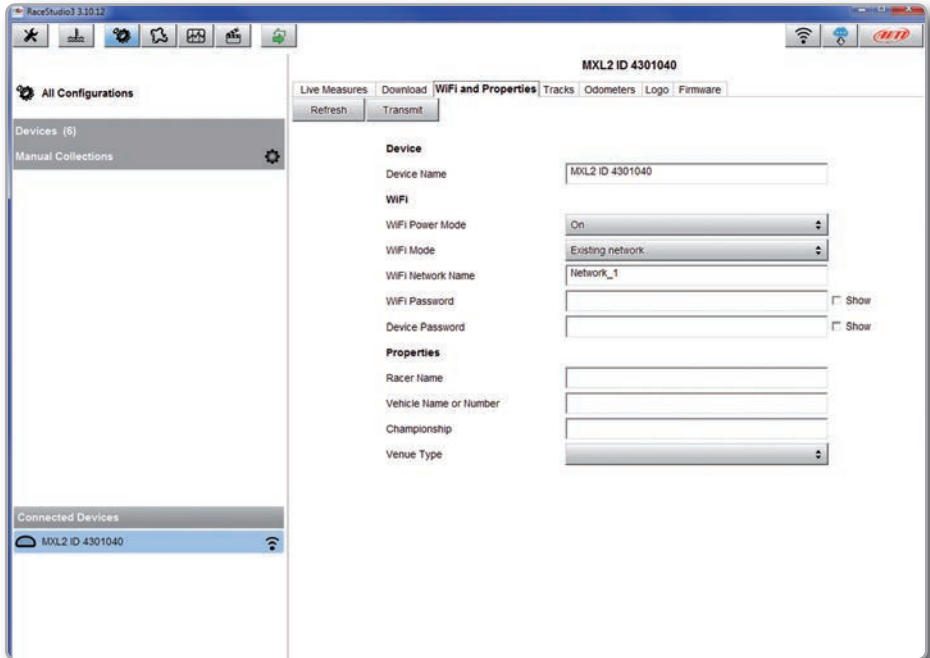 RaceStudio3 3.10.12
AiM
MXL2 ID 4301040
All Configurations
Live Measures Download WiFi and Properties Tracks Odometers Logo Firmware
Refresh Transmit
Devices (6)
Manual Collections
Device
Device Name MXL2 ID 4301040
WiFi
WiFi Power Mode On
WiFi Mode Existing network
WiFi Network Name Network_1
WiFi Password Show
Device Password Show
Properties
Racer Name
Vehicle Name or Number
Championship
Venue Type
Connected Devices
MXL2 ID 4301040